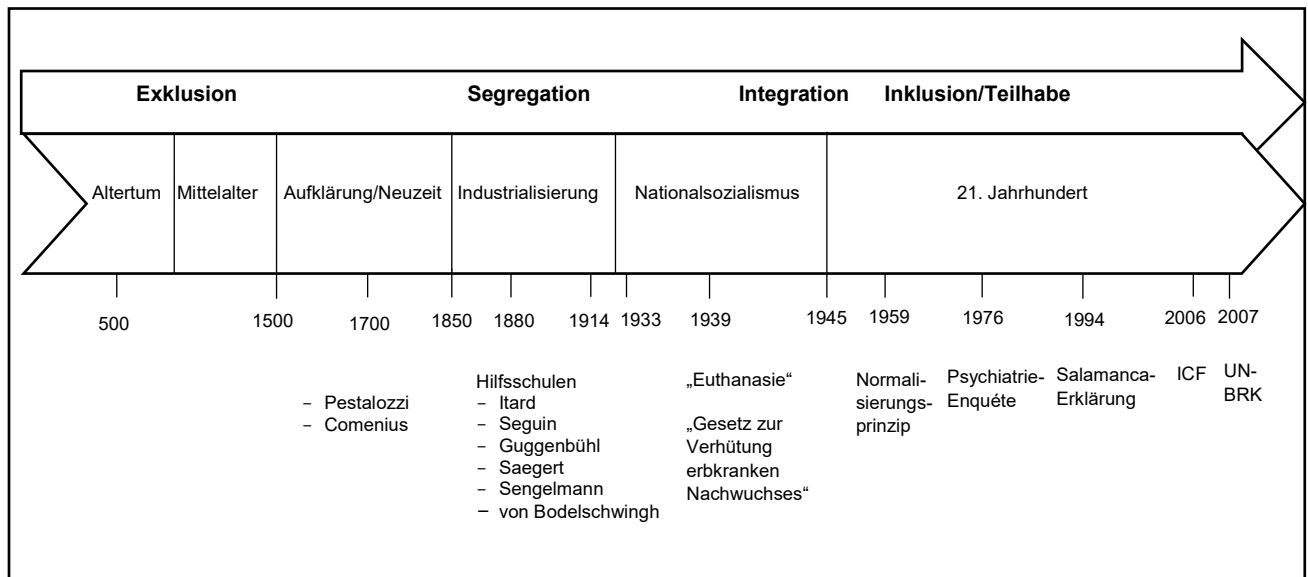 Exklusion Segregation Integration Inklusion/Teilhabe
Altertum Mittelalter Aufklärung/Neuzeit Industrialisierung Nationalsozialismus 21. Jahrhundert
500 1500 1700 1850 1880 1914 1933 1939 1945 1959 1976 1994 2006 2007
– Pestalozzi
– Comenius
Hilfsschulen
– Itard
– Seguin
– Guggenbühl
– Saegert
– Sengelmann
– von Bodelschwingh
„Euthanasie“
„Gesetz zur
Verhütung
erbkranken
Nachwuchses“
Normali-
sierungs-
prinzip
Psychiatrie-
Enquéte
Salamanca-
Erklärung
ICF
UN-
BRK